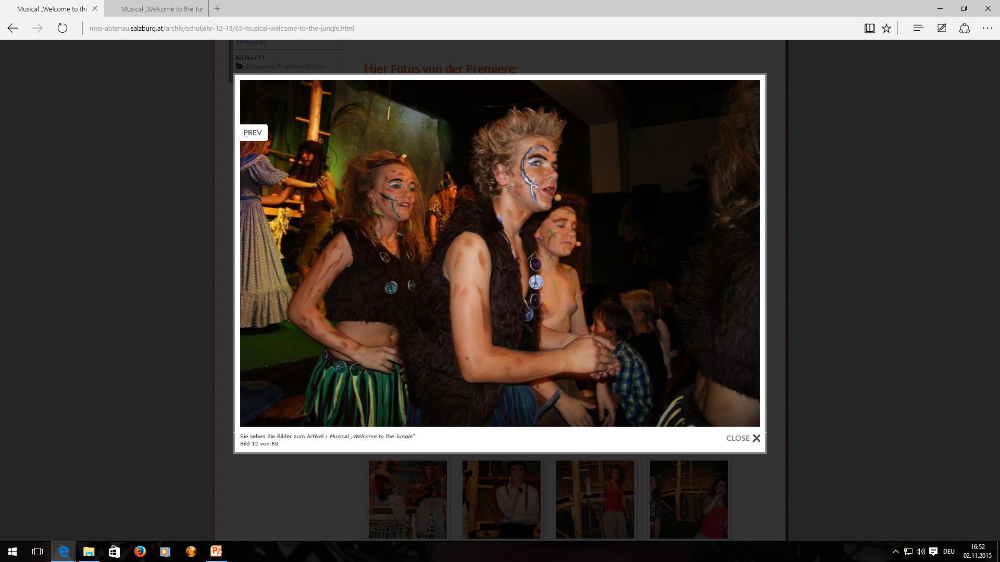 Musical „Welcome to the
Musical „Welcome to the Jur
nms-abtenau.salzburg.at/archiv/schuljahr-12-13/65-musical-welcome-to-the-jungle.html
Kezmarok
Mi Nov 11
Comenius-Projekttreffen in
Hier Fotos von der Premiere:
PREV
Sie sehen die Bilder zum Artikel : Musical „Welcome to the Jungle“
Bild 12 von 60
CLOSE
DEU
16:52
02.11.2015